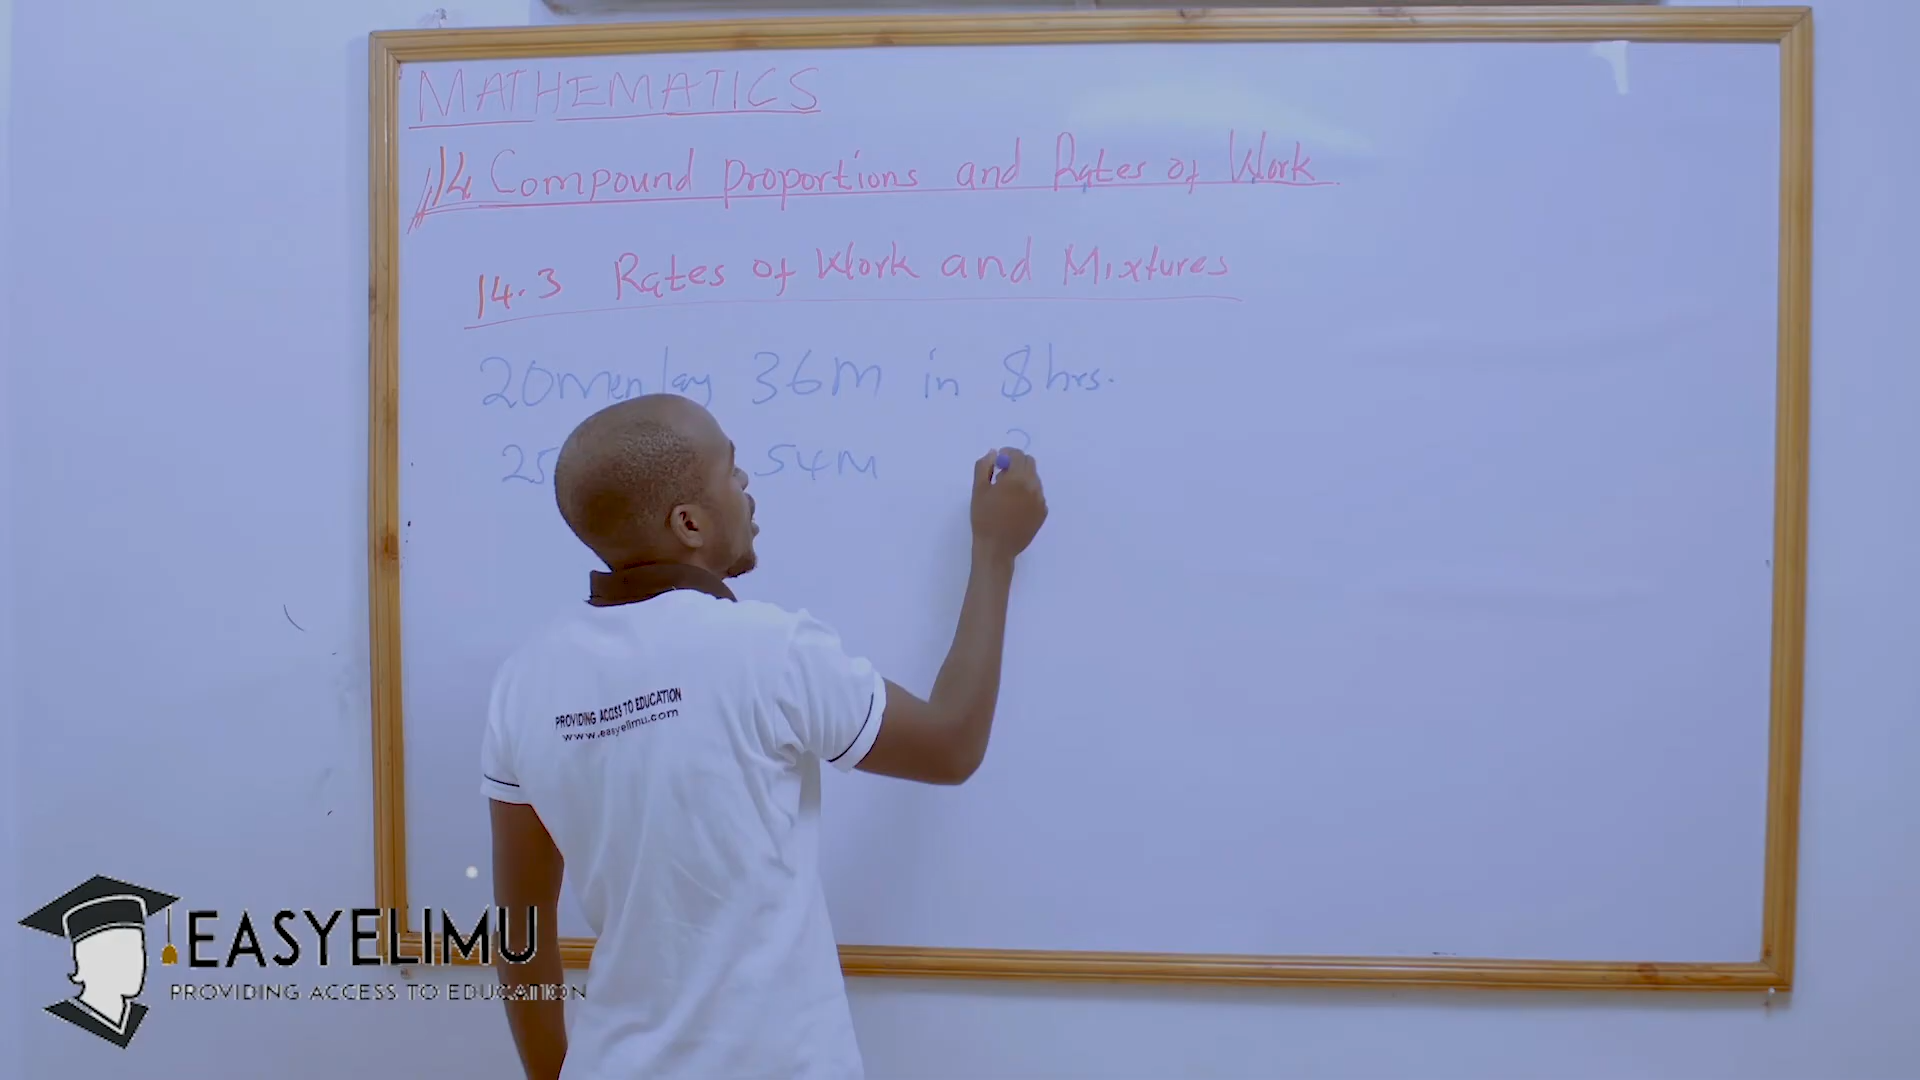 MATHEMATICS
14 Compound proportions and Rates of Work
14.3 Rates of Work and Mixtures
20men lay 36M in 8hrs.
25 54M ?
PROVIDING ACCESS TO EDUCATION
www.easyelimu.com
EASYELIMU
PROVIDING ACCESS TO EDUCATION